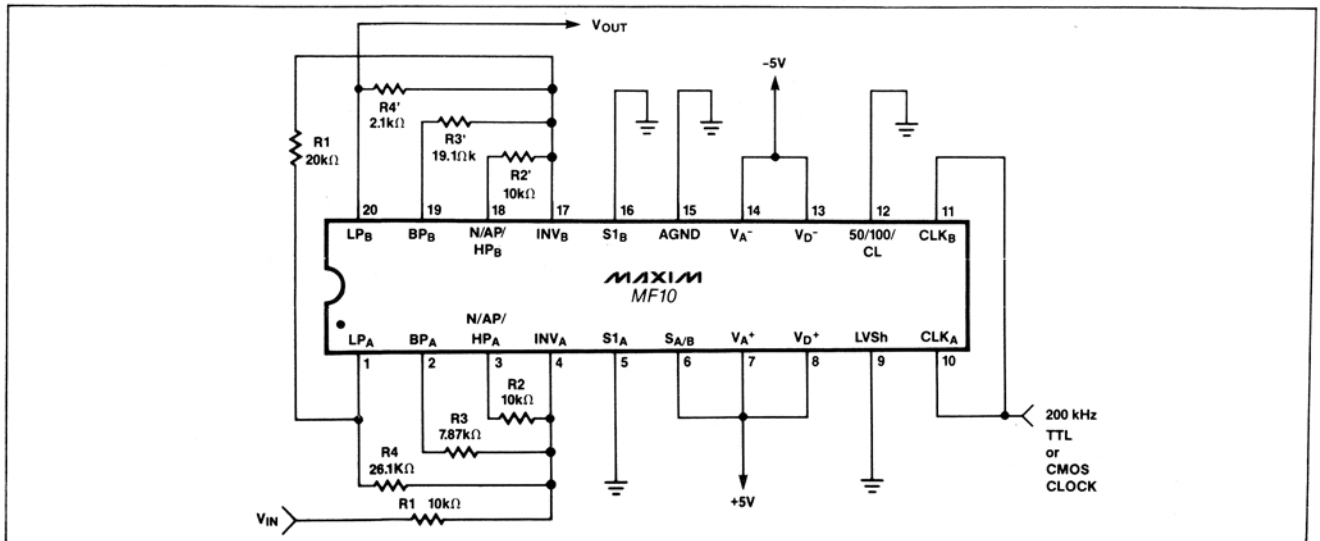 VOUT
-5V
R4'
2.1kΩ
R3'
19.1Ωk
R2'
10kΩ
R1
20kΩ
20 19 18 17 16 15 14 13 12 11
LPB BPB N/AP/ HPB INVB S1B AGND VA- VD- 50/100/ CL CLKB
MAXIM
MF10
LPA BPA N/AP/ HPA INVA S1A SA/B VA+ VD+ LVSh CLKA
1 2 3 4 5 6 7 8 9 10
R2
10kΩ
R3
7.87kΩ
R4
26.1KΩ
R1 10kΩ
VIN
+5V
200 kHz
TTL
or
CMOS
CLOCK